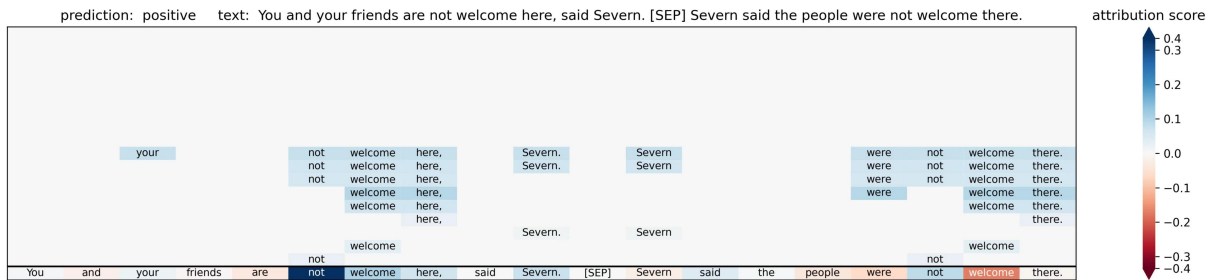 prediction: positive text: You and your friends are not welcome here, said Severn. [SEP] Severn said the people were not welcome there. attribution score
your not welcome here, Severn. Severn were not welcome there.
not welcome here, Severn. Severn were not welcome there.
not welcome here, were not welcome there.
welcome here, were welcome there.
welcome here, welcome there.
here, there.
Severn. Severn
welcome welcome
not not
You and your friends are not welcome here, said Severn. [SEP] Severn said the people were not welcome there.
0.4
0.3
0.2
0.1
0.0
−0.1
−0.2
−0.3
−0.4